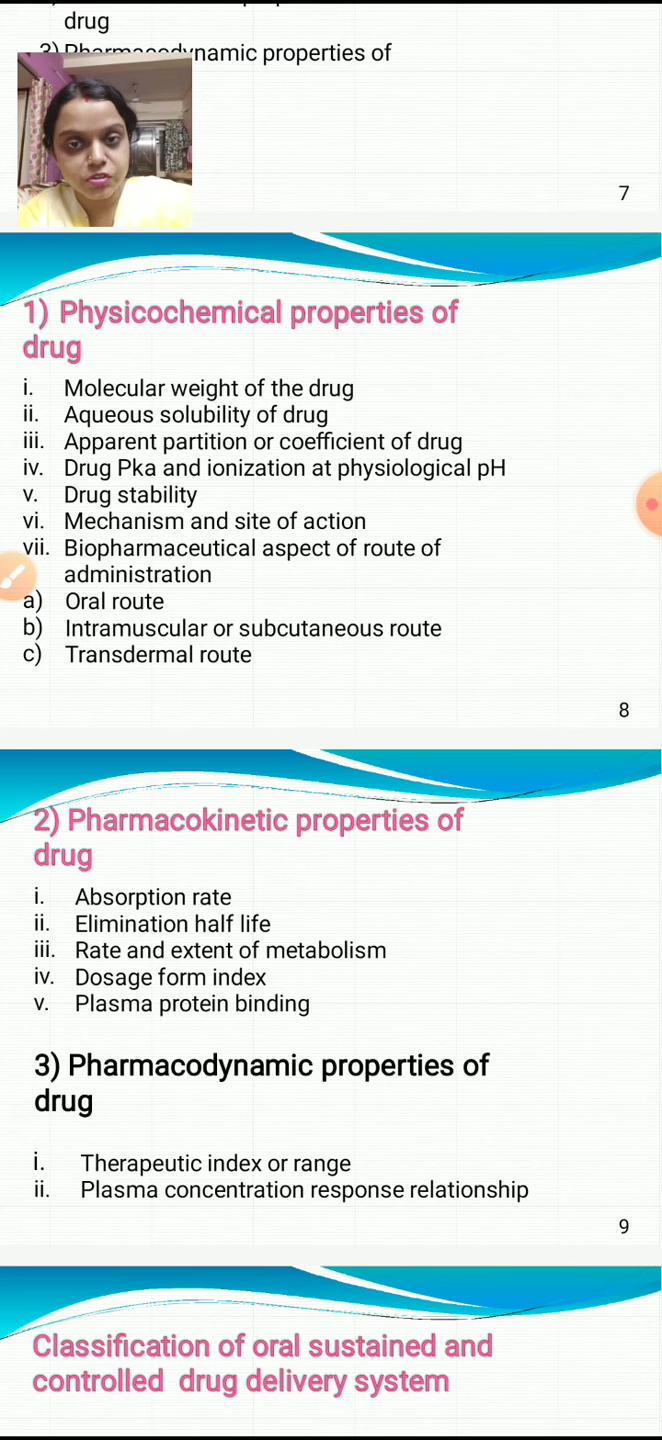 drug
3) Pharmacodynamic properties of
7
1) Physicochemical properties of
drug
i. Molecular weight of the drug
ii. Aqueous solubility of drug
iii. Apparent partition or coefficient of drug
iv. Drug Pka and ionization at physiological pH
v. Drug stability
vi. Mechanism and site of action
vii. Biopharmaceutical aspect of route of
administration
a) Oral route
b) Intramuscular or subcutaneous route
c) Transdermal route
8
2) Pharmacokinetic properties of
drug
i. Absorption rate
ii. Elimination half life
iii. Rate and extent of metabolism
iv. Dosage form index
v. Plasma protein binding
3) Pharmacodynamic properties of
drug
i. Therapeutic index or range
ii. Plasma concentration response relationship
9
Classification of oral sustained and
controlled drug delivery system